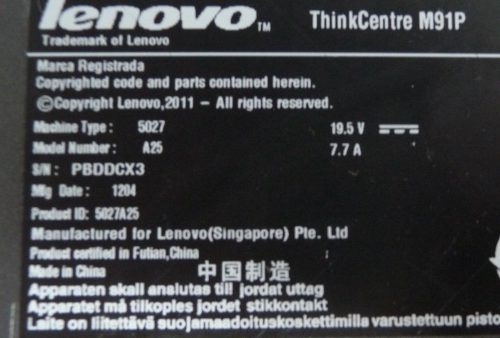 lenovo™ ThinkCentre M91P
Trademark of Lenovo
Marca Registrada
Copyrighted code and parts contained herein.
©Copyright Lenovo,2011 – All rights reserved.
Machine Type: 5027 19.5 V ⎓
Model Number: A25 7.7 A
S/N: PBDDCX3
Mfg Date: 1204
Product ID: 5027A25
Manufactured for Lenovo(Singapore) Pte. Ltd
Product certified in Futian,China
Made in China 中国制造
Apparaten skall anslutas till jordat uttag
Apparatet må tilkoples jordet stikkontakt
Laite on liitettävä suojamaadoituskoskettimilla varustettuun pisto